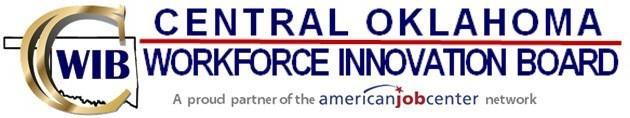 CWIB
CENTRAL OKLAHOMA
WORKFORCE INNOVATION BOARD
A proud partner of the americanjobcenter network